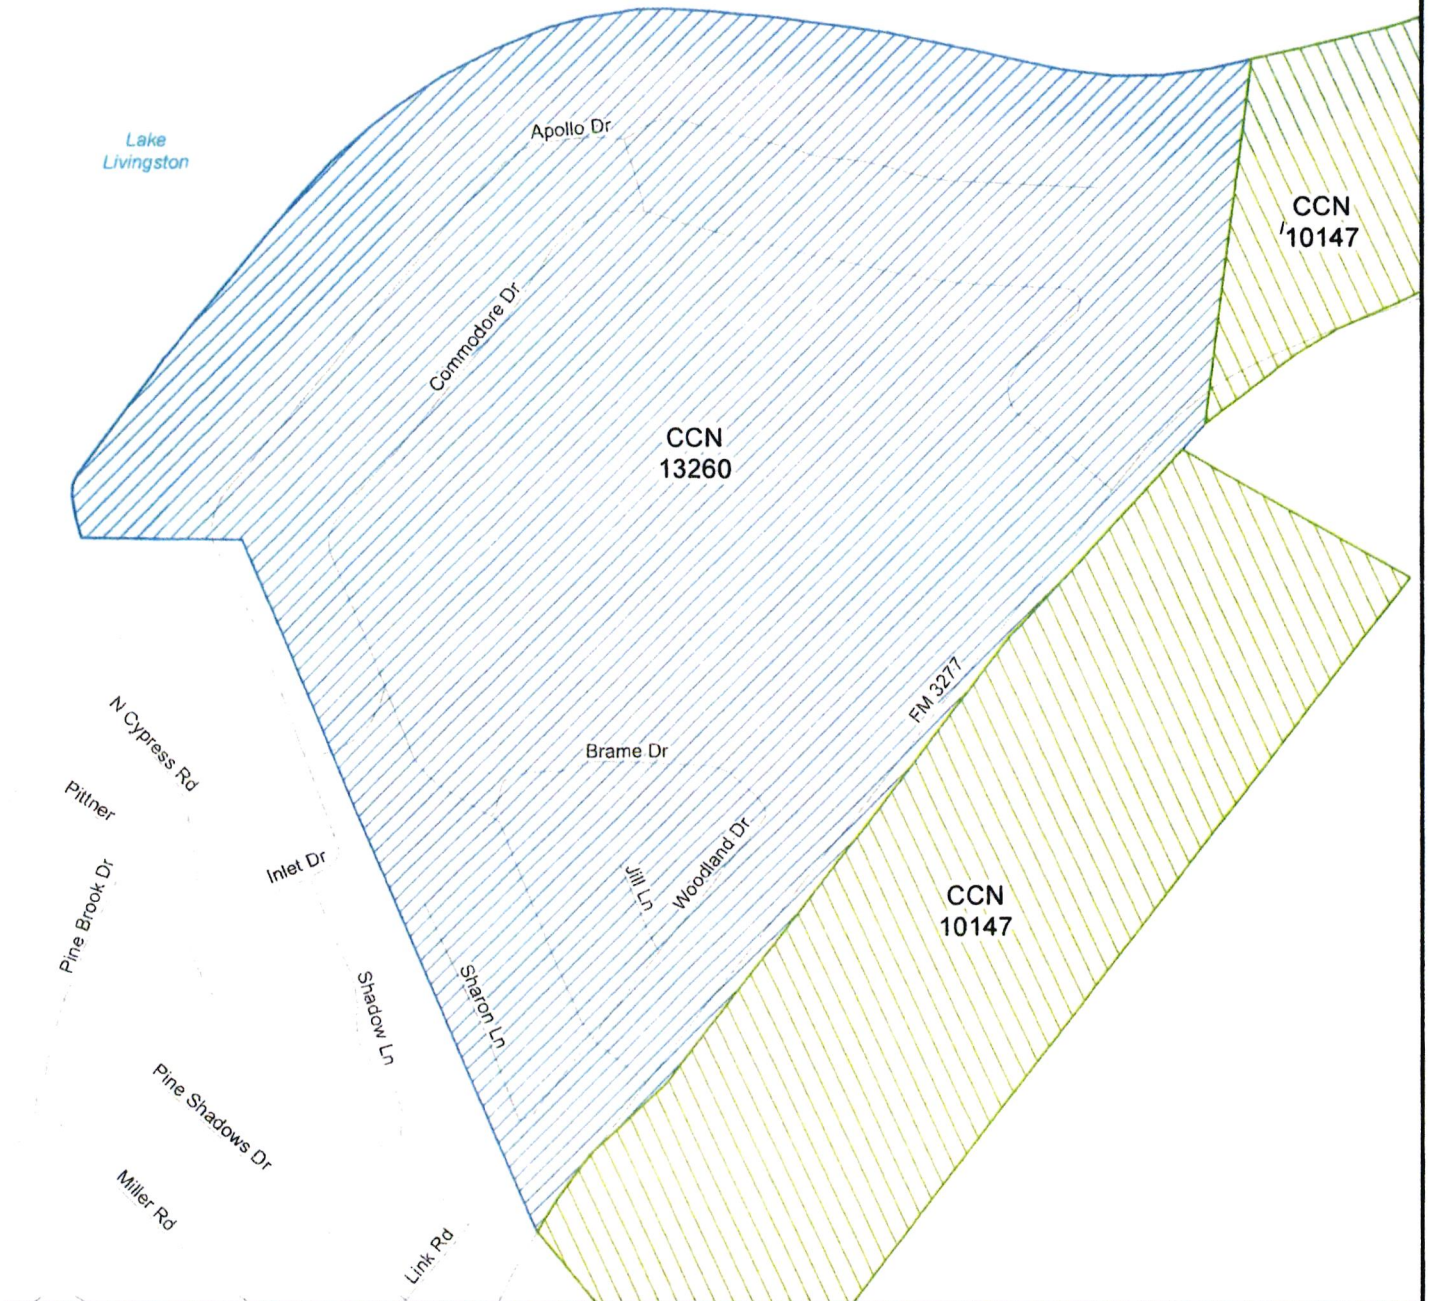 Apollo Dr
Lake
Livingston
CCN
10147
Commodore Dr
CCN
13260
FM 3277
N Cypress Rd
Brame Dr
Pittner
Inlet Dr
Jill Ln
Woodland Dr
Pine Brook Dr
CCN
10147
Sharon Ln
Shadow Ln
Pine Shadows Dr
Miller Rd
Link Rd